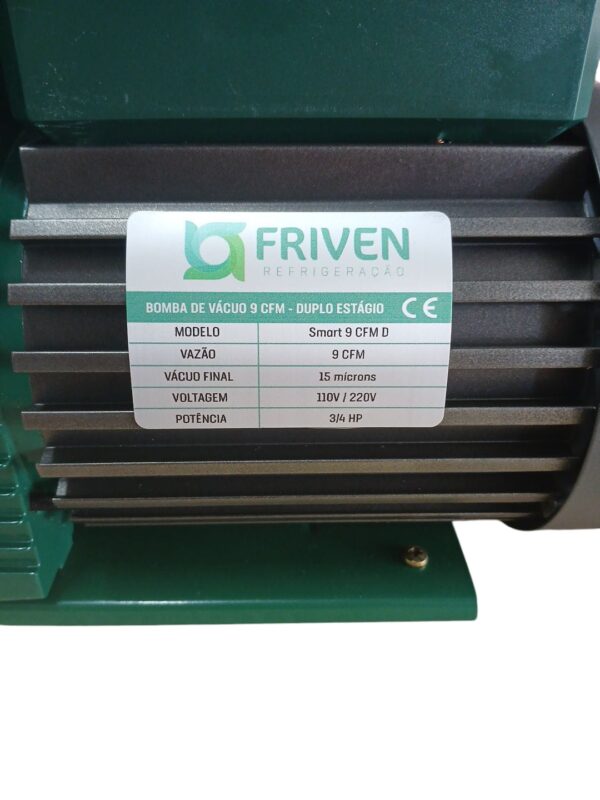 FRIVEN
REFRIGERAÇÃO
BOMBA DE VÁCUO 9 CFM - DUPLO ESTÁGIO CE
MODELO Smart 9 CFM D
VAZÃO 9 CFM
VÁCUO FINAL 15 mícrons
VOLTAGEM 110V / 220V
POTÊNCIA 3/4 HP